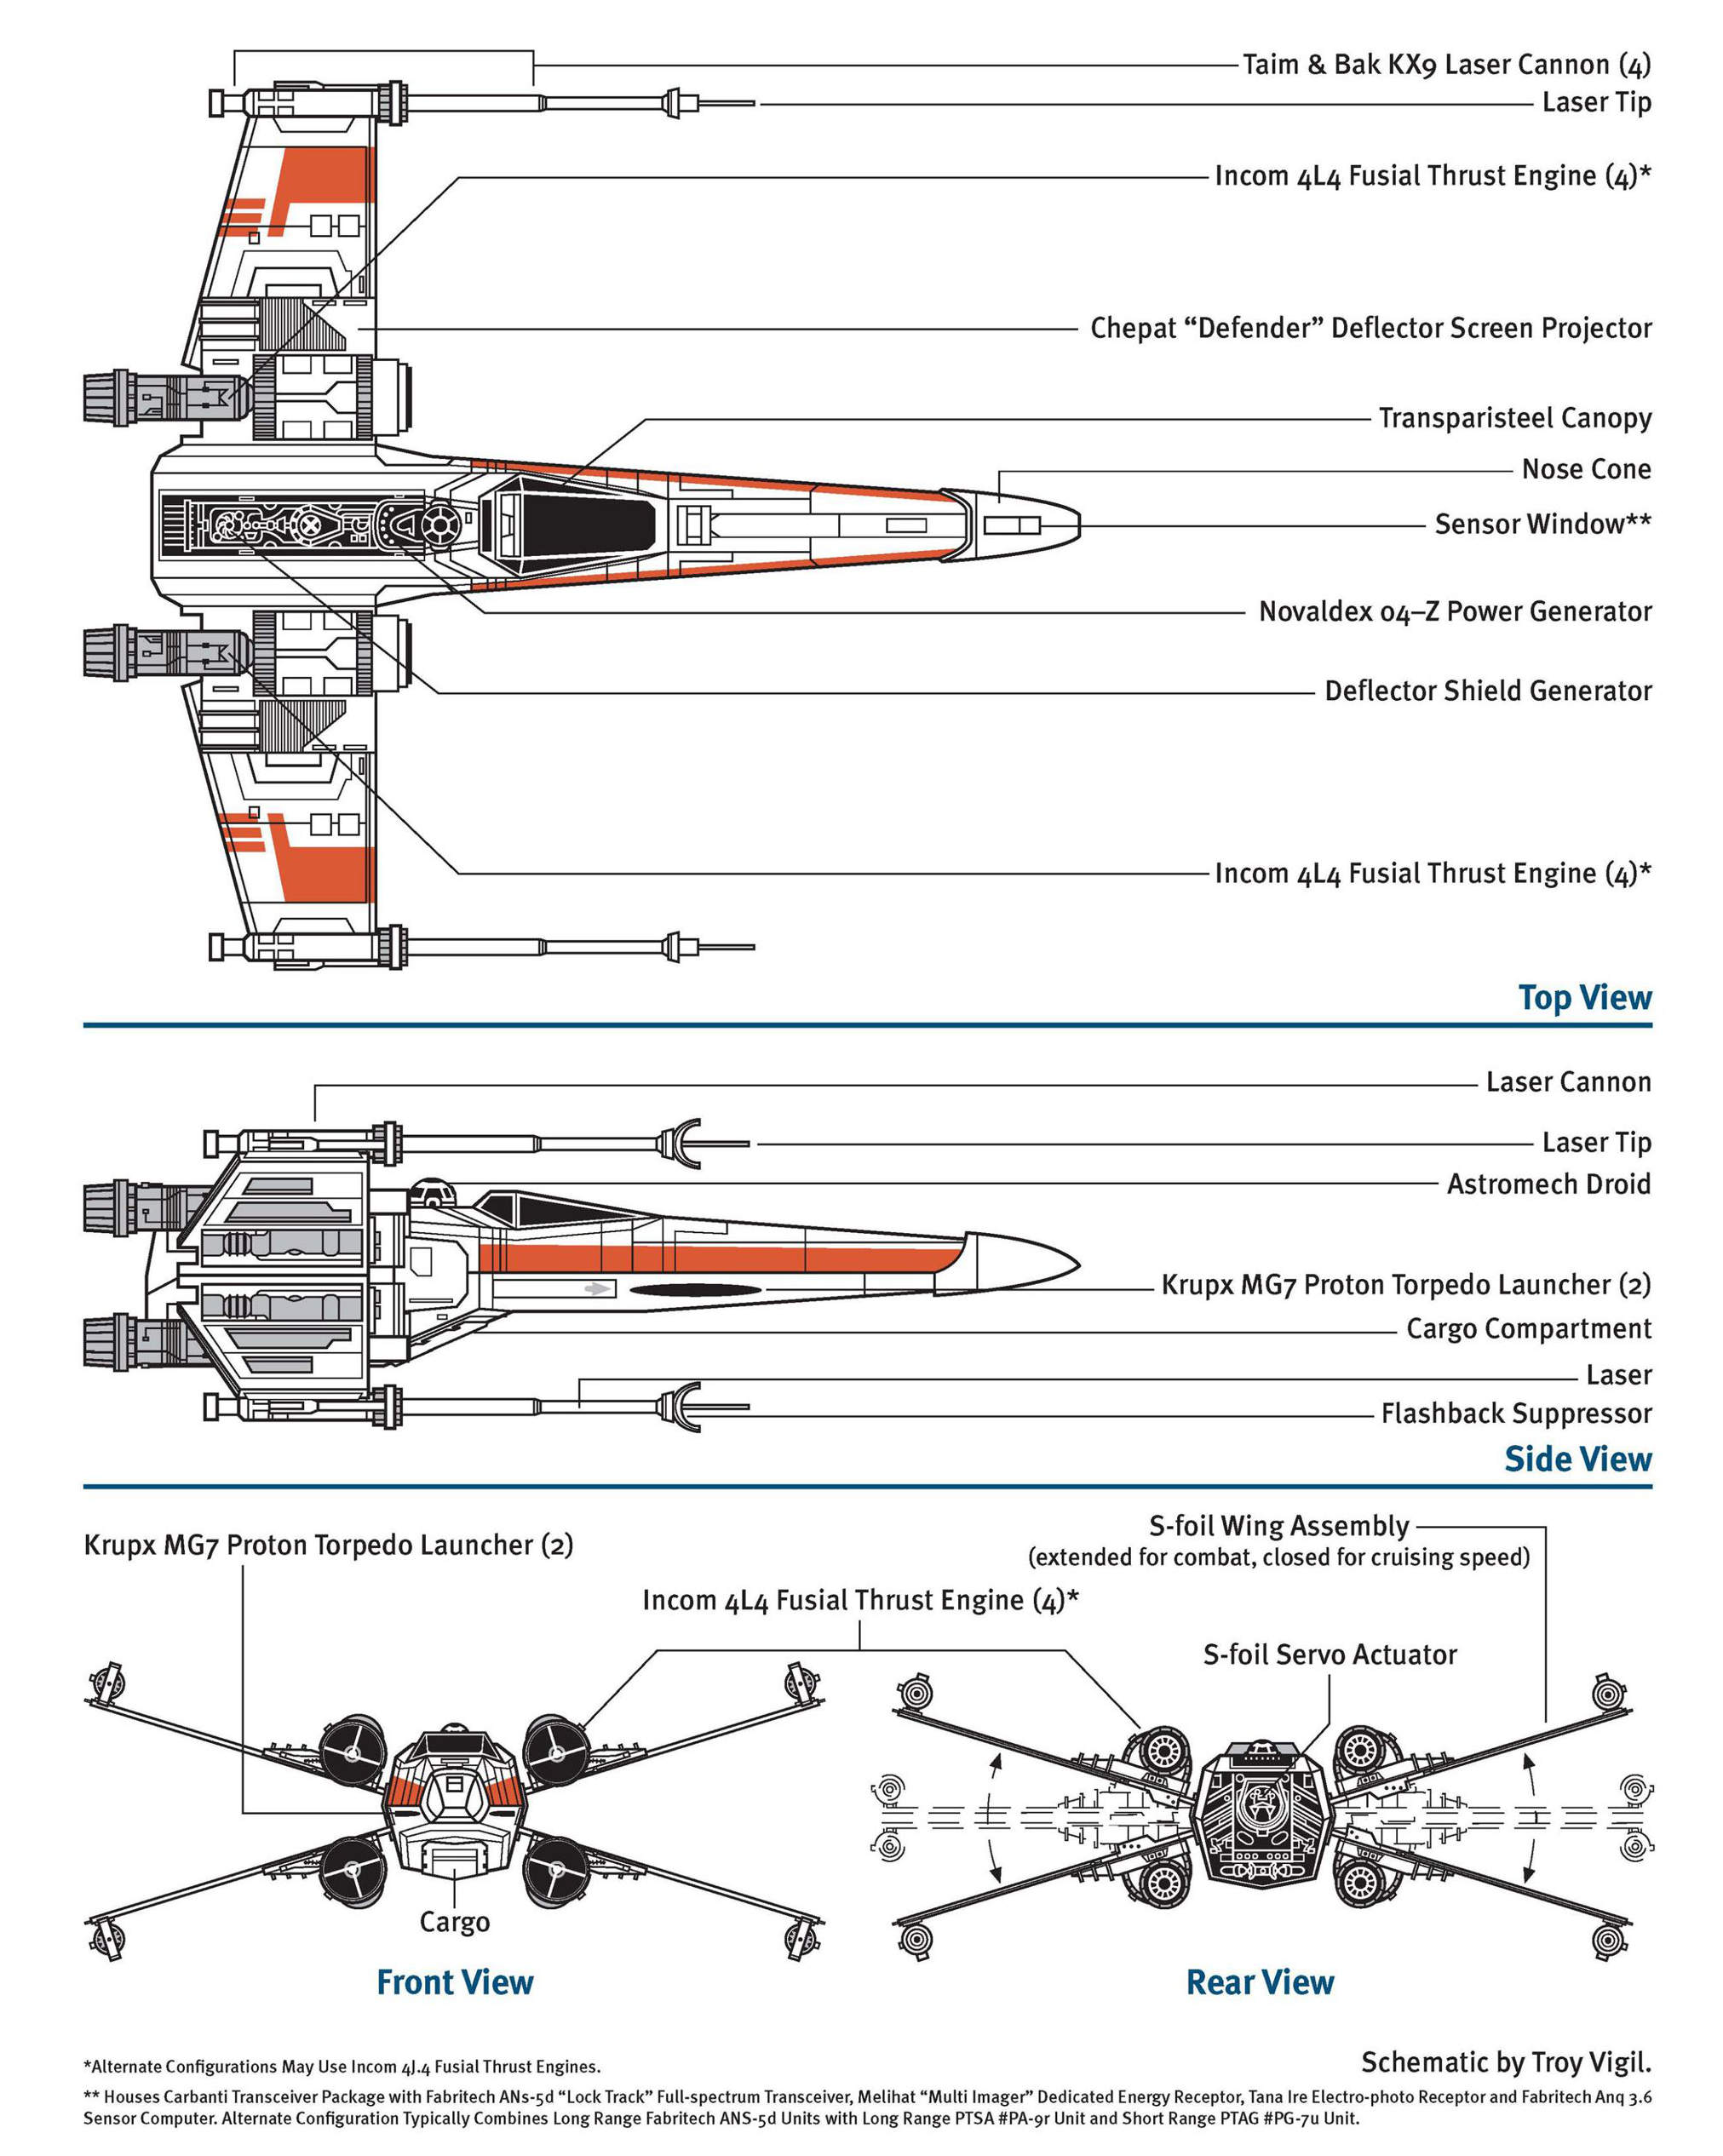 Taim & Bak KX9 Laser Cannon (4)
Laser Tip
Incom 4L4 Fusial Thrust Engine (4)*
Chepat “Defender” Deflector Screen Projector
Transparisteel Canopy
Nose Cone
Sensor Window**
Novaldex 04–Z Power Generator
Deflector Shield Generator
Incom 4L4 Fusial Thrust Engine (4)*
Top View
Laser Cannon
Laser Tip
Astromech Droid
Krupx MG7 Proton Torpedo Launcher (2)
Cargo Compartment
Laser
Flashback Suppressor
Side View
Krupx MG7 Proton Torpedo Launcher (2)
S-foil Wing Assembly
(extended for combat, closed for cruising speed)
Incom 4L4 Fusial Thrust Engine (4)*
S-foil Servo Actuator
Cargo
Front View
Rear View
*Alternate Configurations May Use Incom 4J.4 Fusial Thrust Engines.
Schematic by Troy Vigil.
** Houses Carbanti Transceiver Package with Fabritech ANs-5d “Lock Track” Full-spectrum Transceiver, Melihat “Multi Imager” Dedicated Energy Receptor, Tana Ire Electro-photo Receptor and Fabritech Anq 3.6
Sensor Computer. Alternate Configuration Typically Combines Long Range Fabritech ANS-5d Units with Long Range PTSA #PA-9r Unit and Short Range PTAG #PG-7u Unit.